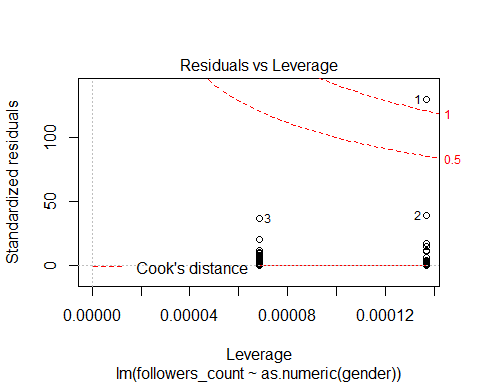 Residuals vs Leverage
Standardized residuals
0 50 100
1
2
3
1
0.5
Cook's distance
0.00000 0.00004 0.00008 0.00012
Leverage
lm(followers_count ~ as.numeric(gender))